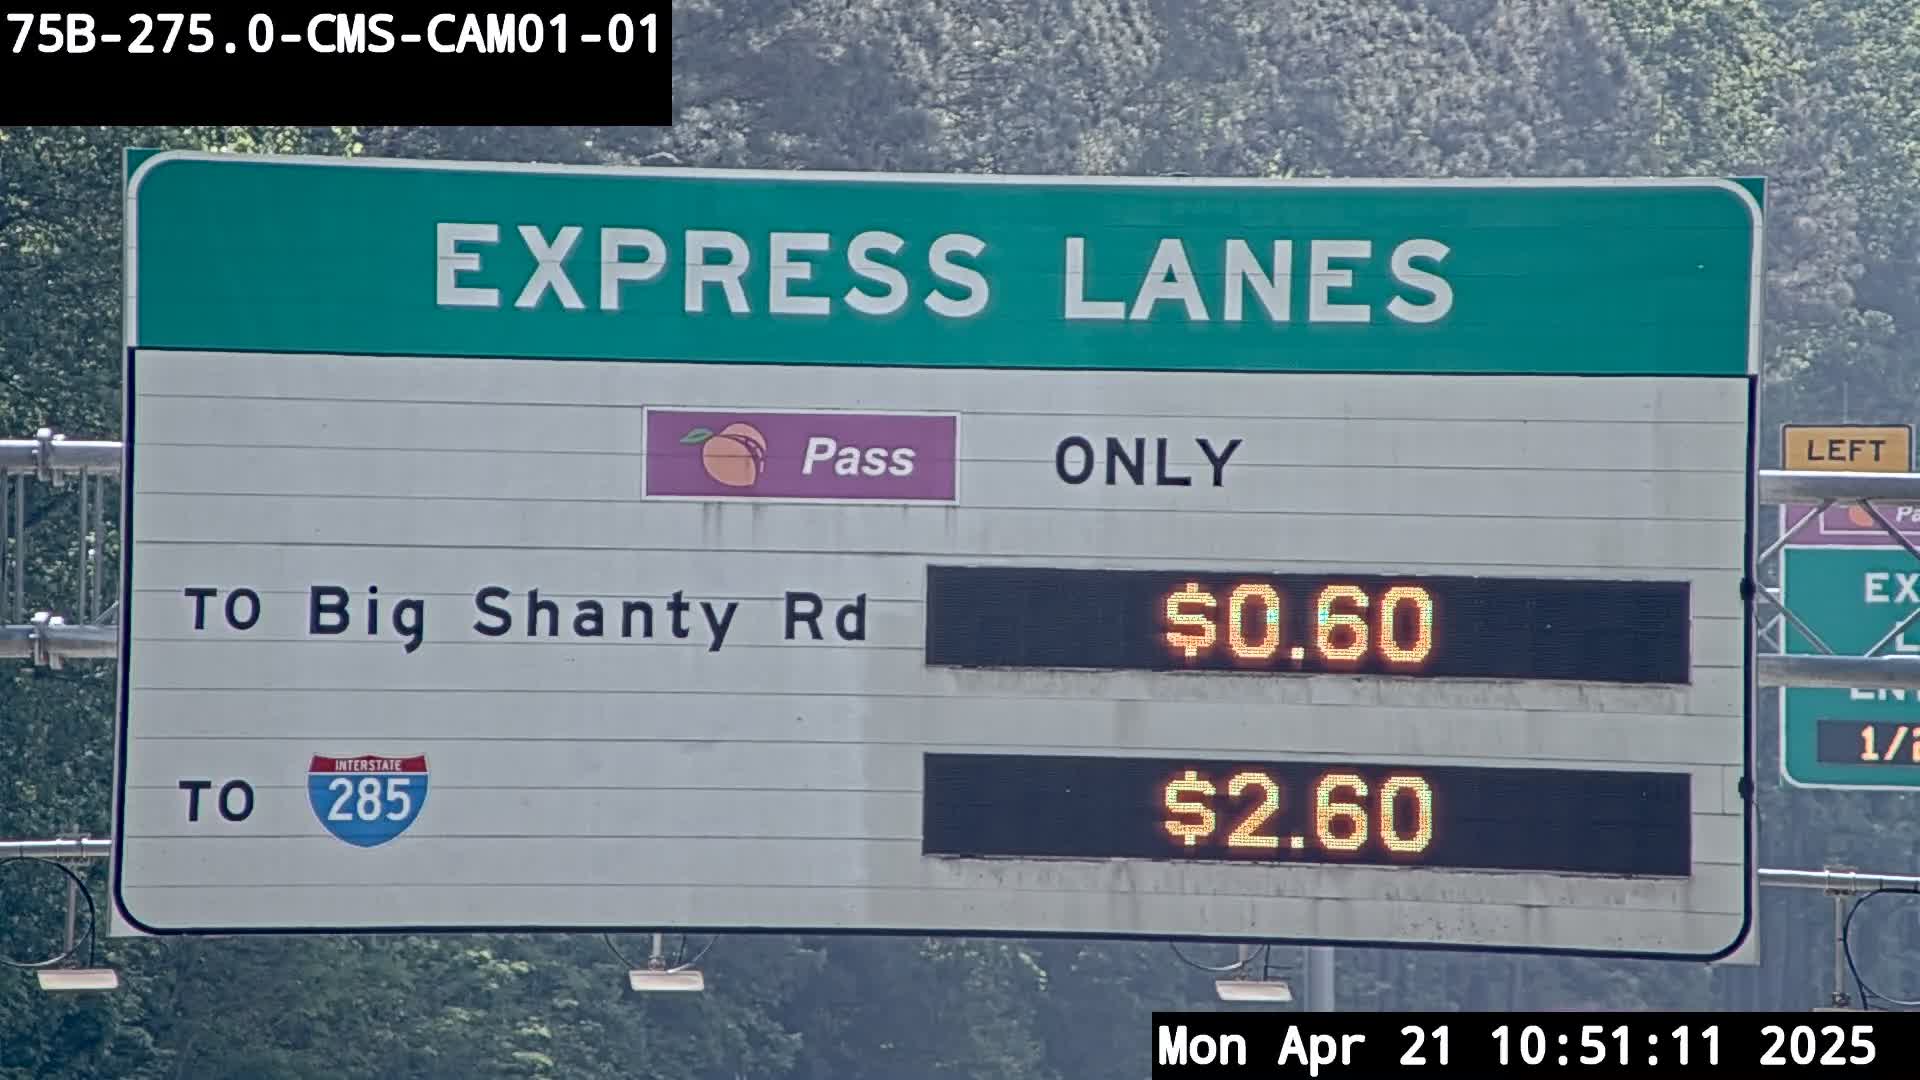 75B-275.0-CMS-CAM01-01
EXPRESS LANES
Pass ONLY
TO Big Shanty Rd $0.60
TO INTERSTATE 285 $2.60
LEFT
Mon Apr 21 10:51:11 2025